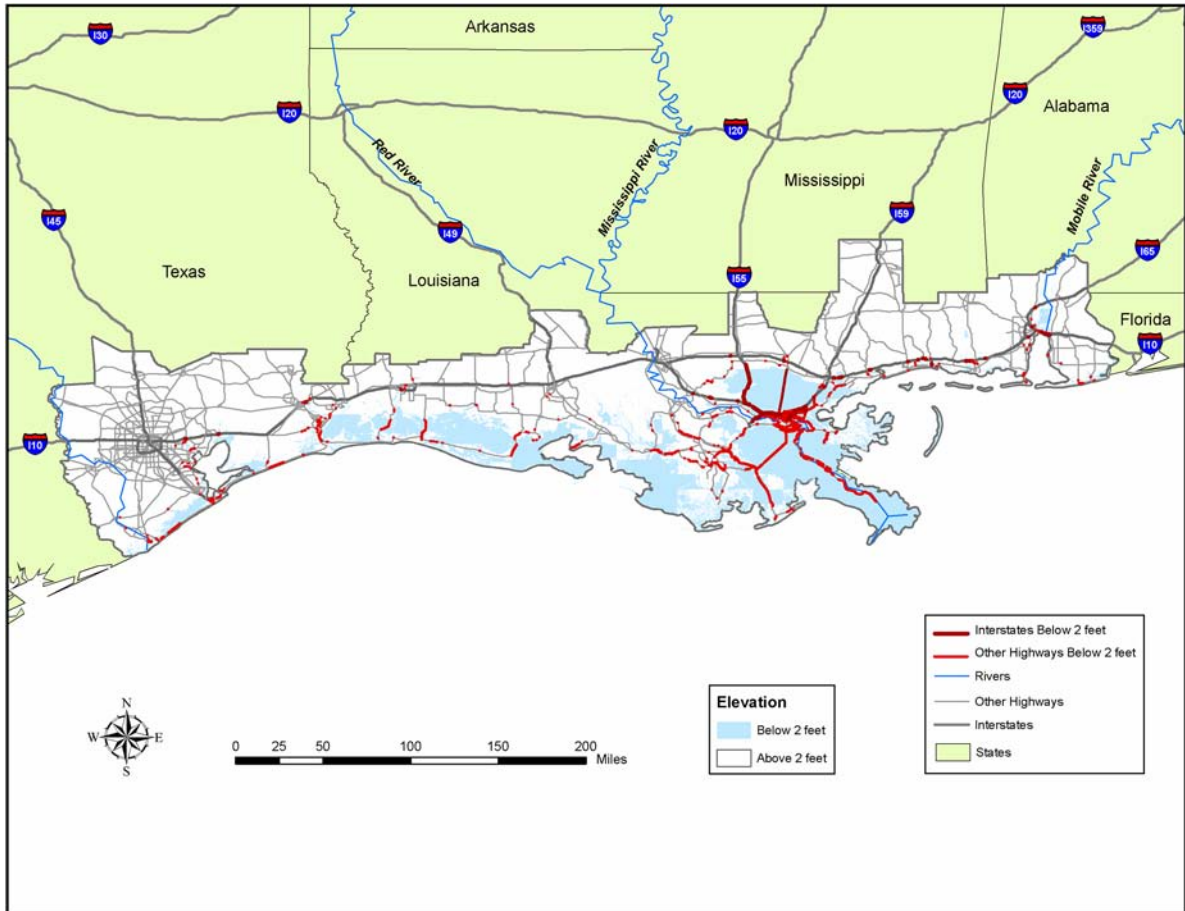 Arkansas
I30
I359
I20
I20
I20
Alabama
Red River
Mississippi River
Mississippi
Mobile River
I45
I49
I59
I65
Texas
Louisiana
I55
Florida
I10
I10
Interstates Below 2 feet
Other Highways Below 2 feet
Rivers
Other Highways
Interstates
States
Elevation
Below 2 feet
Above 2 feet
N
W E
S
0 25 50 100 150 200
Miles